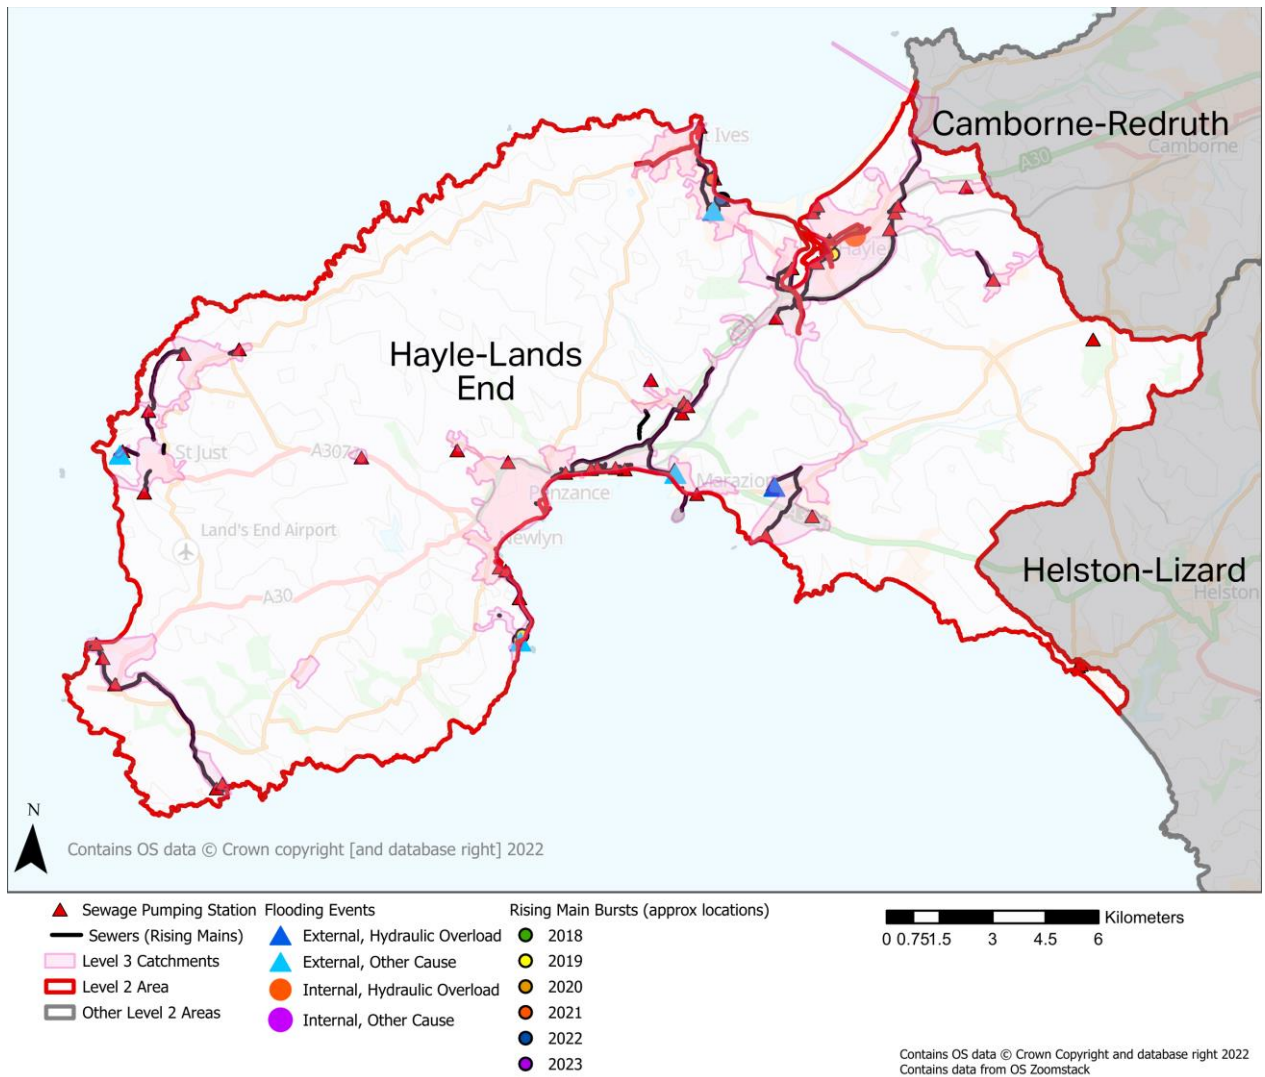 Camborne-Redruth
Camborne
A30
t Ives
Hayle
Hayle-Lands
End
St Just
A307
Marazion
Penzance
Land's End Airport
Newlyn
A30
Helston-Lizard
Helston
N
Contains OS data © Crown copyright [and database right] 2022
Sewage Pumping Station
Sewers (Rising Mains)
Level 3 Catchments
Level 2 Area
Other Level 2 Areas
Flooding Events
External, Hydraulic Overload
External, Other Cause
Internal, Hydraulic Overload
Internal, Other Cause
Rising Main Bursts (approx locations)
2018
2019
2020
2021
2022
2023
Kilometers
0 0.751.5 3 4.5 6
Contains OS data © Crown Copyright and database right 2022
Contains data from OS Zoomstack